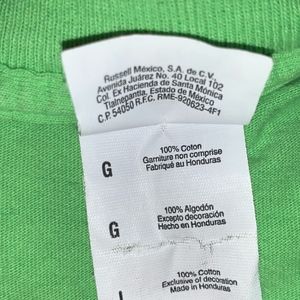 Russell México, S.A. de C.V.
Avenida Juárez No. 40 Local T02
Col. Ex Hacienda de Santa Mónica
Tlalnepantla, Estado de México
C.P. 54050 R.F.C. RME-920623-4F1
G
100% Coton
Garniture non comprise
Fabriqué au Honduras
G
100% Algodón
Excepto decoración
Hecho en Honduras
L
100% Cotton
Exclusive of decoration
Made in Honduras